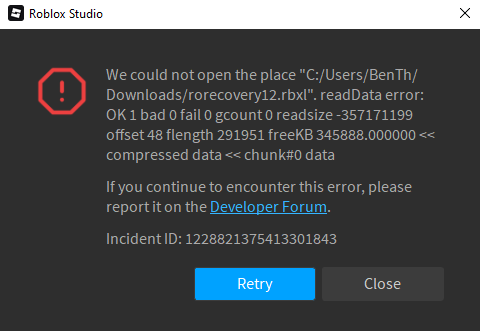 Roblox Studio
We could not open the place "C:/Users/BenTh/
Downloads/rorecovery12.rbxl". readData error:
OK 1 bad 0 fail 0 gcount 0 readsize -357171199
offset 48 flength 291951 freeKB 345888.000000 <<
compressed data << chunk#0 data
If you continue to encounter this error, please
report it on the Developer Forum.
Incident ID: 1228821375413301843
Retry
Close